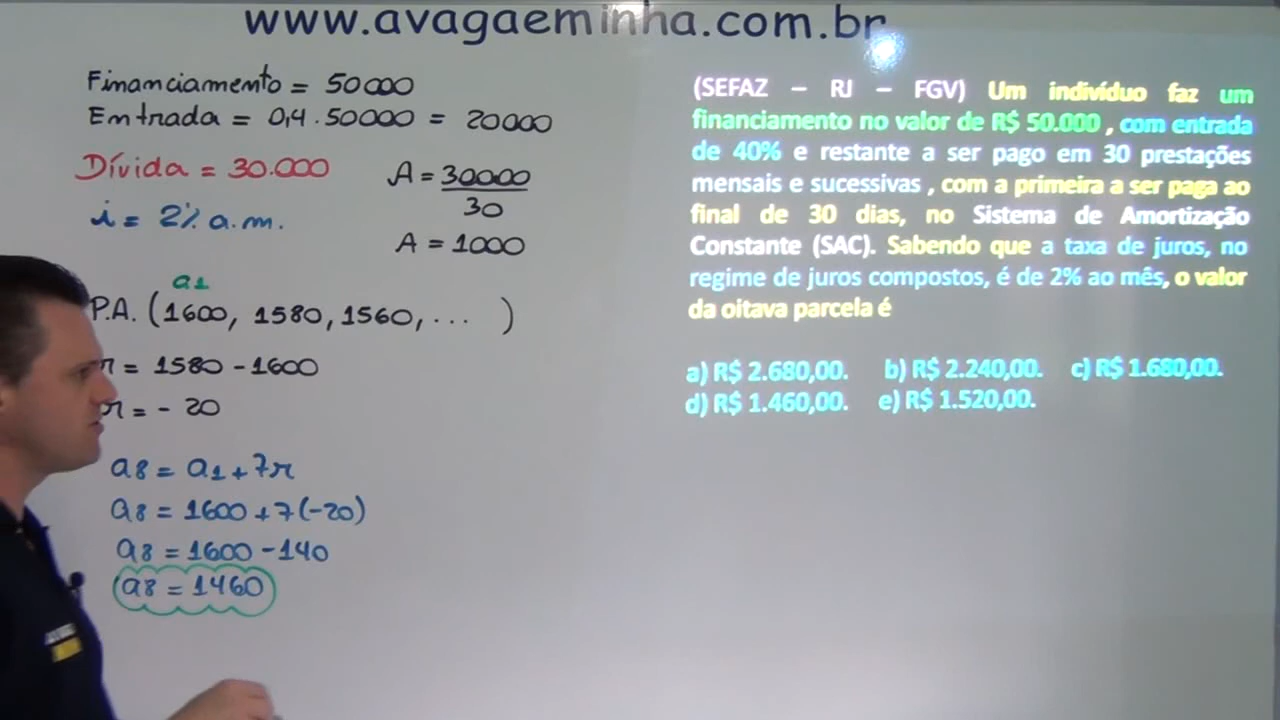 www.avagaeminha.com.br
Financiamento = 50000
Entrada = 0,4 . 50000 = 20000
Dívida = 30.000
i = 2% a.m.
A = 30000
30
A = 1000
a1
P.A. (1600, 1580, 1560, ... )
r = 1580 - 1600
r = - 20
a8 = a1 + 7r
a8 = 1600 + 7(-20)
a8 = 1600 - 140
a8 = 1460
(SEFAZ – RJ – FGV) Um indivíduo faz um
financiamento no valor de R$ 50.000 , com entrada
de 40% e restante a ser pago em 30 prestações
mensais e sucessivas , com a primeira a ser paga ao
final de 30 dias, no Sistema de Amortização
Constante (SAC). Sabendo que a taxa de juros, no
regime de juros compostos, é de 2% ao mês, o valor
da oitava parcela é
a) R$ 2.680,00. b) R$ 2.240,00. c) R$ 1.680,00.
d) R$ 1.460,00. e) R$ 1.520,00.